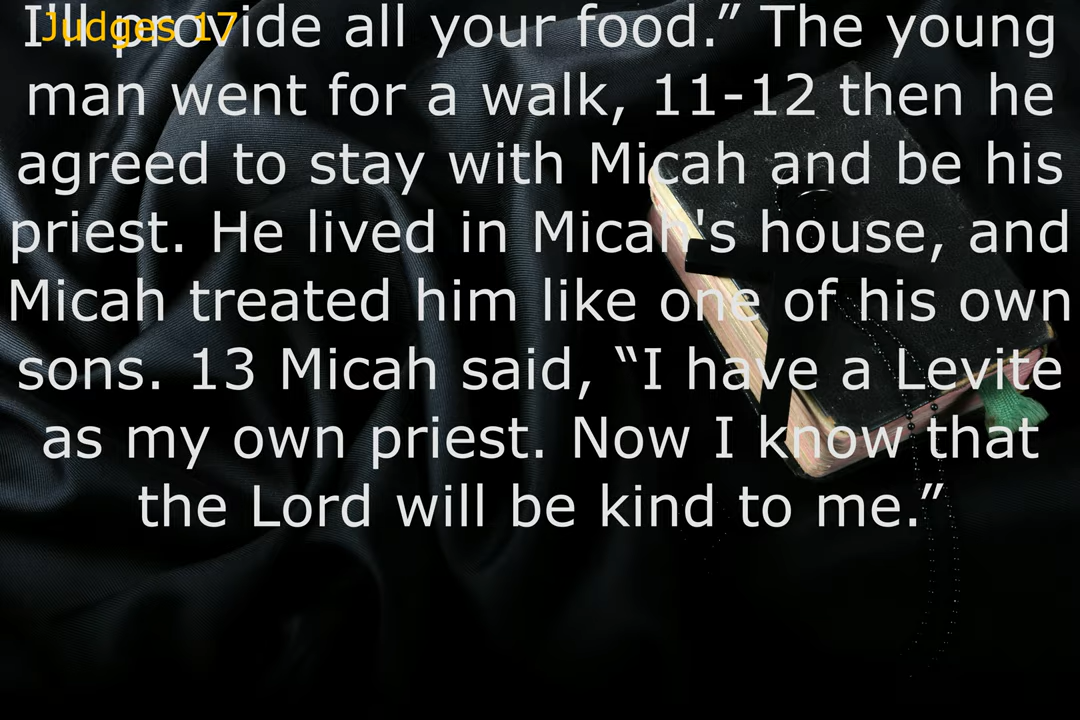 Judges 17
I'll provide all your food.” The young
man went for a walk, 11-12 then he
agreed to stay with Micah and be his
priest. He lived in Micah's house, and
Micah treated him like one of his own
sons. 13 Micah said, “I have a Levite
as my own priest. Now I know that
the Lord will be kind to me.”